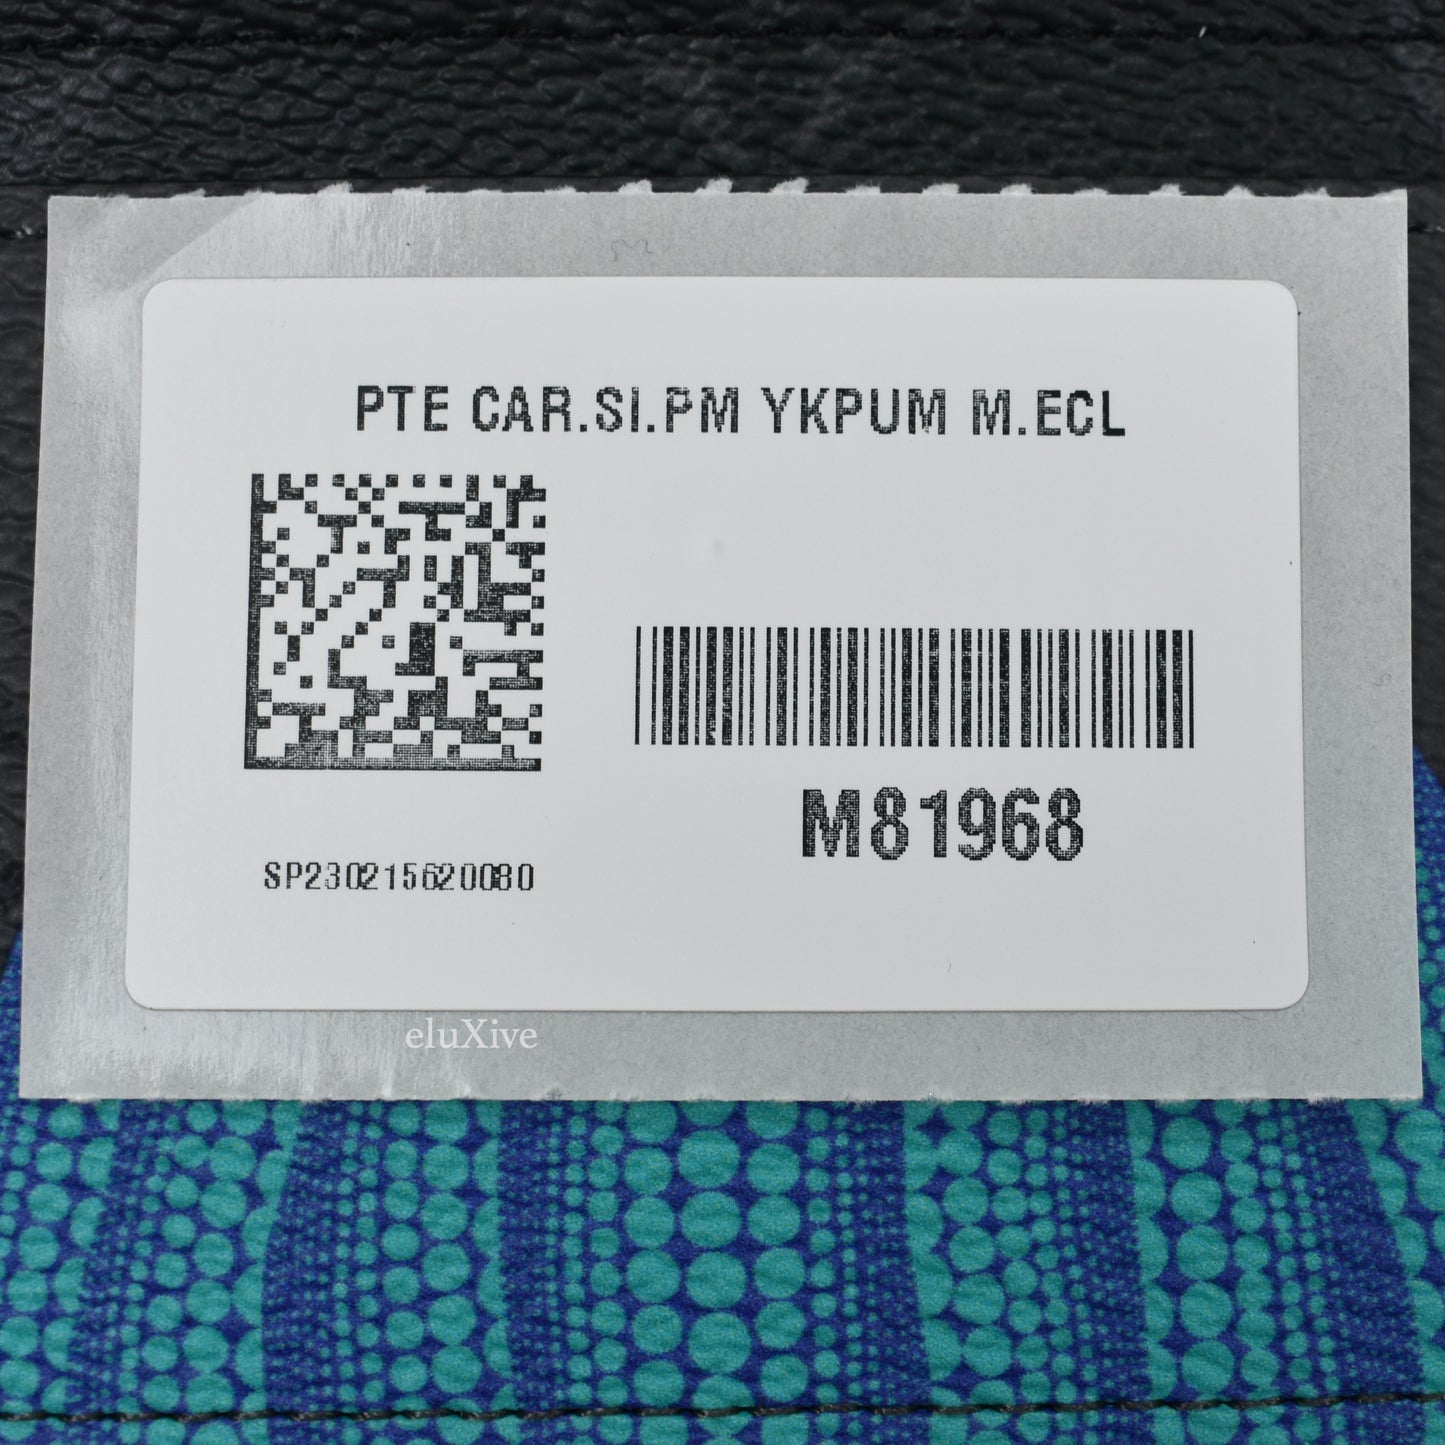 PTE CAR.SI.PM YKPUM M.ECL
M81968
SP230215620080
eluXive